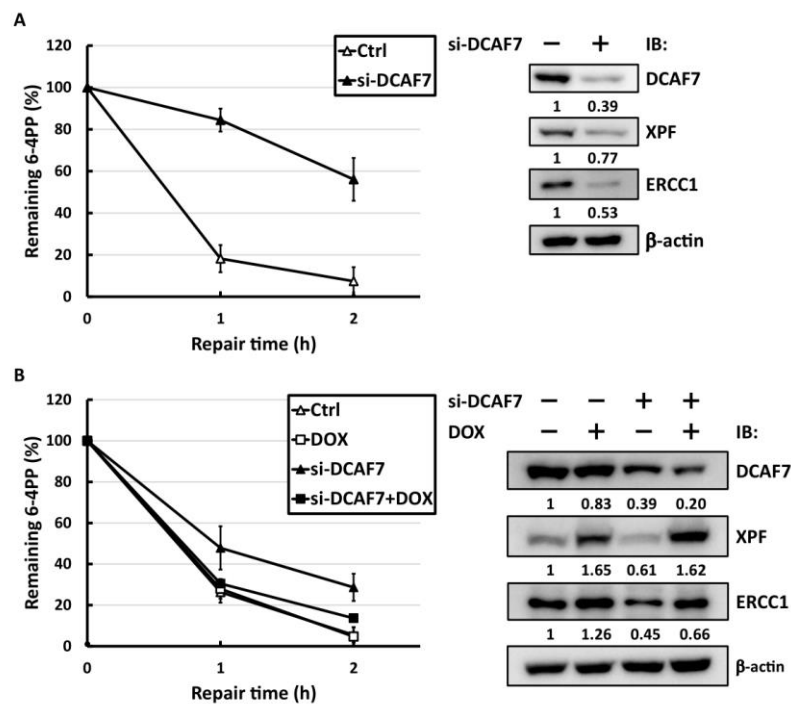 A
si-DCAF7 − + IB:
Ctrl
si-DCAF7
120
100
80
60
40
20
0
Remaining 6-4PP (%)
0 1 2
Repair time (h)
DCAF7
1 0.39
XPF
1 0.77
ERCC1
1 0.53
β-actin
B
Ctrl
DOX
si-DCAF7
si-DCAF7+DOX
120
100
80
60
40
20
0
Remaining 6-4PP (%)
0 1 2
Repair time (h)
si-DCAF7 − − + +
DOX − + − + IB:
DCAF7
1 0.83 0.39 0.20
XPF
1 1.65 0.61 1.62
ERCC1
1 1.26 0.45 0.66
β-actin